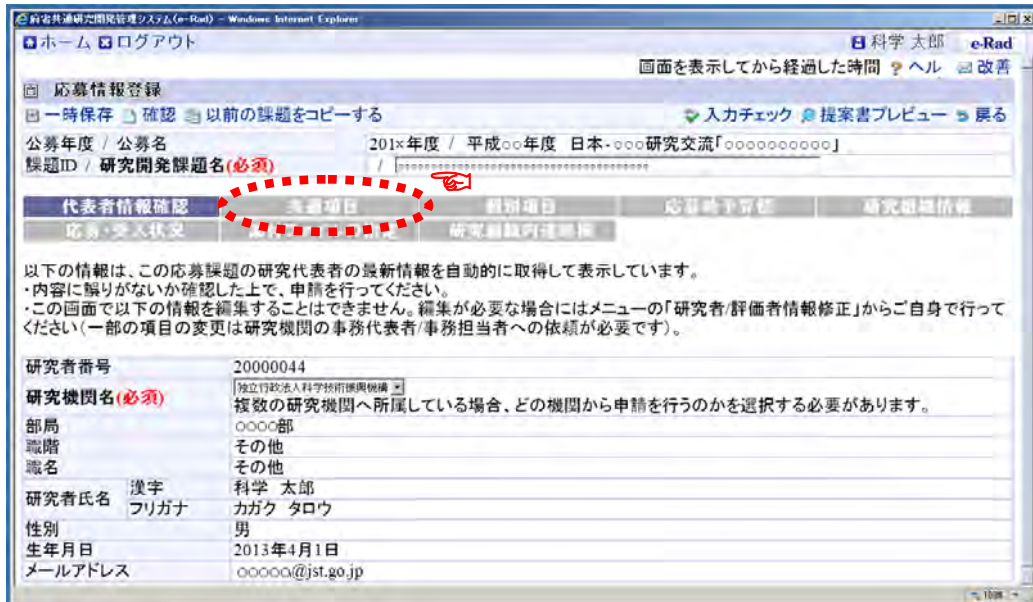 府省共通研究開発管理システム(e-Rad) - Windows Internet Explorer
ホーム ログアウト 科学 太郎 e-Rad
画面を表示してから経過した時間 ヘル 改善
応募情報登録
一時保存 確認 以前の課題をコピーする 入力チェック 提案書プレビュー 戻る
公募年度 / 公募名 201×年度 / 平成○○年度 日本-○○○研究交流「○○○○○○○○○○」
課題ID / 研究開発課題名(必須) /
代表者情報確認 共通項目 個別項目 応募時予算額 研究組織情報
応募・受入状況 研究組織内連絡欄
以下の情報は、この応募課題の研究代表者の最新情報を自動的に取得して表示しています。
・内容に誤りがないか確認した上で、申請を行ってください。
・この画面で以下の情報を編集することはできません。編集が必要な場合にはメニューの「研究者/評価者情報修正」からご自身で行って
ください(一部の項目の変更は研究機関の事務代表者/事務担当者への依頼が必要です)。
研究者番号 20000044
研究機関名(必須) 独立行政法人科学技術振興機構
複数の研究機関へ所属している場合、どの機関から申請を行うのかを選択する必要があります。
部局 ○○○○部
職階 その他
職名 その他
研究者氏名 漢字 科学 太郎
フリガナ カガク タロウ
性別 男
生年月日 2013年4月1日
メールアドレス ○○○○○@jst.go.jp